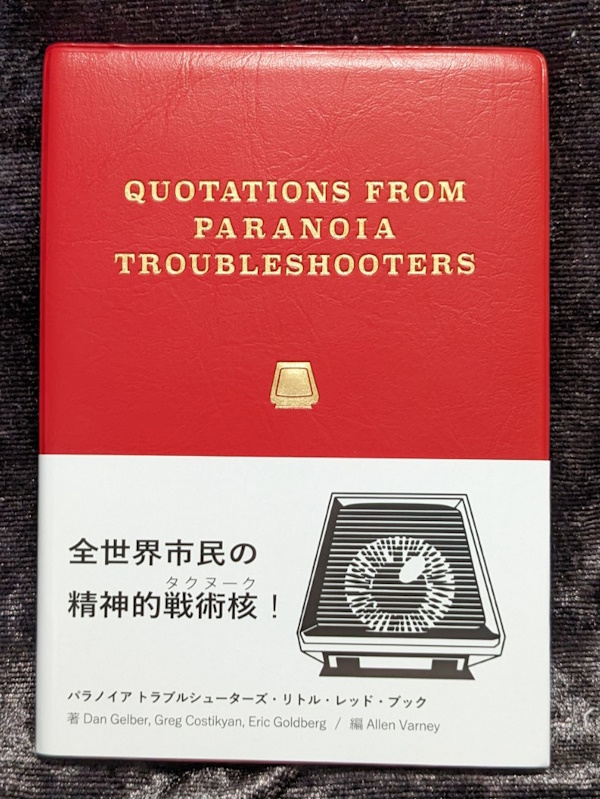 QUOTATIONS FROM
PARANOIA
TROUBLESHOOTERS
全世界市民の
タクヌーク
精神的戦術核！
パラノイア トラブルシューターズ・リトル・レッド・ブック
著 Dan Gelber, Greg Costikyan, Eric Goldberg / 編 Allen Varney